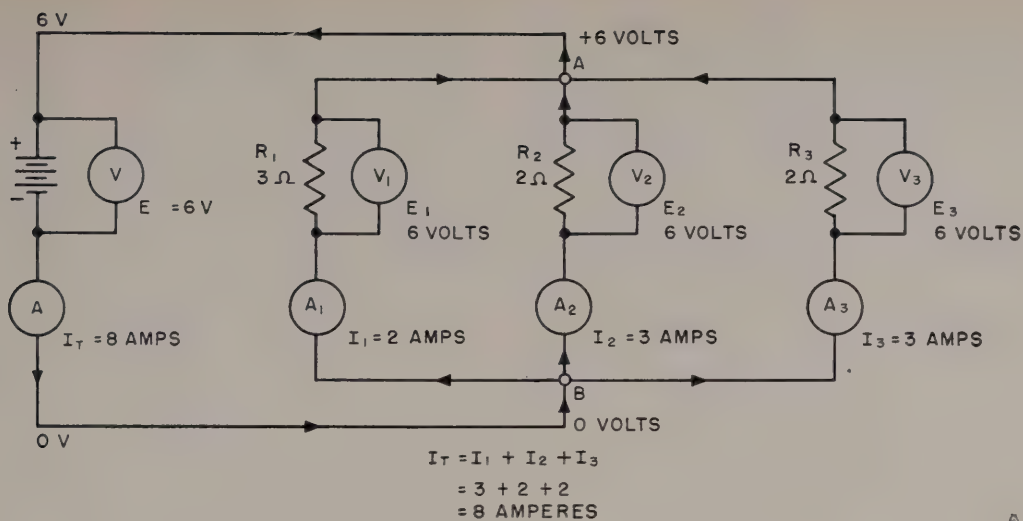 6 V
+6 VOLTS
A
+
-
V
E = 6 V
R1
3 Ω
V1
E1
6 VOLTS
R2
2 Ω
V2
E2
6 VOLTS
R3
2 Ω
V3
E3
6 VOLTS
A
IT = 8 AMPS
A1
I1 = 2 AMPS
A2
I2 = 3 AMPS
A3
I3 = 3 AMPS
B
0 V
0 VOLTS
IT = I1 + I2 + I3
= 3 + 2 + 2
= 8 AMPERES
A